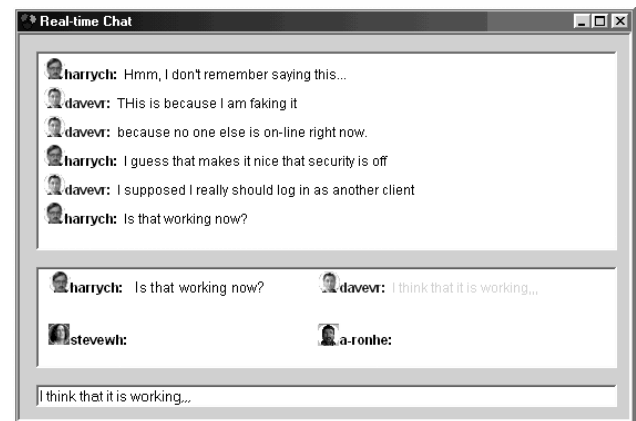 Real-time Chat
harrych: Hmm, I don't remember saying this...
davevr: THis is because I am faking it
davevr: because no one else is on-line right now.
harrych: I guess that makes it nice that security is off
davevr: I supposed I really should log in as another client
harrych: Is that working now?
harrych: Is that working now?
davevr: I think that it is working,,,
stevewh:
a-ronhe:
I think that it is working,,,